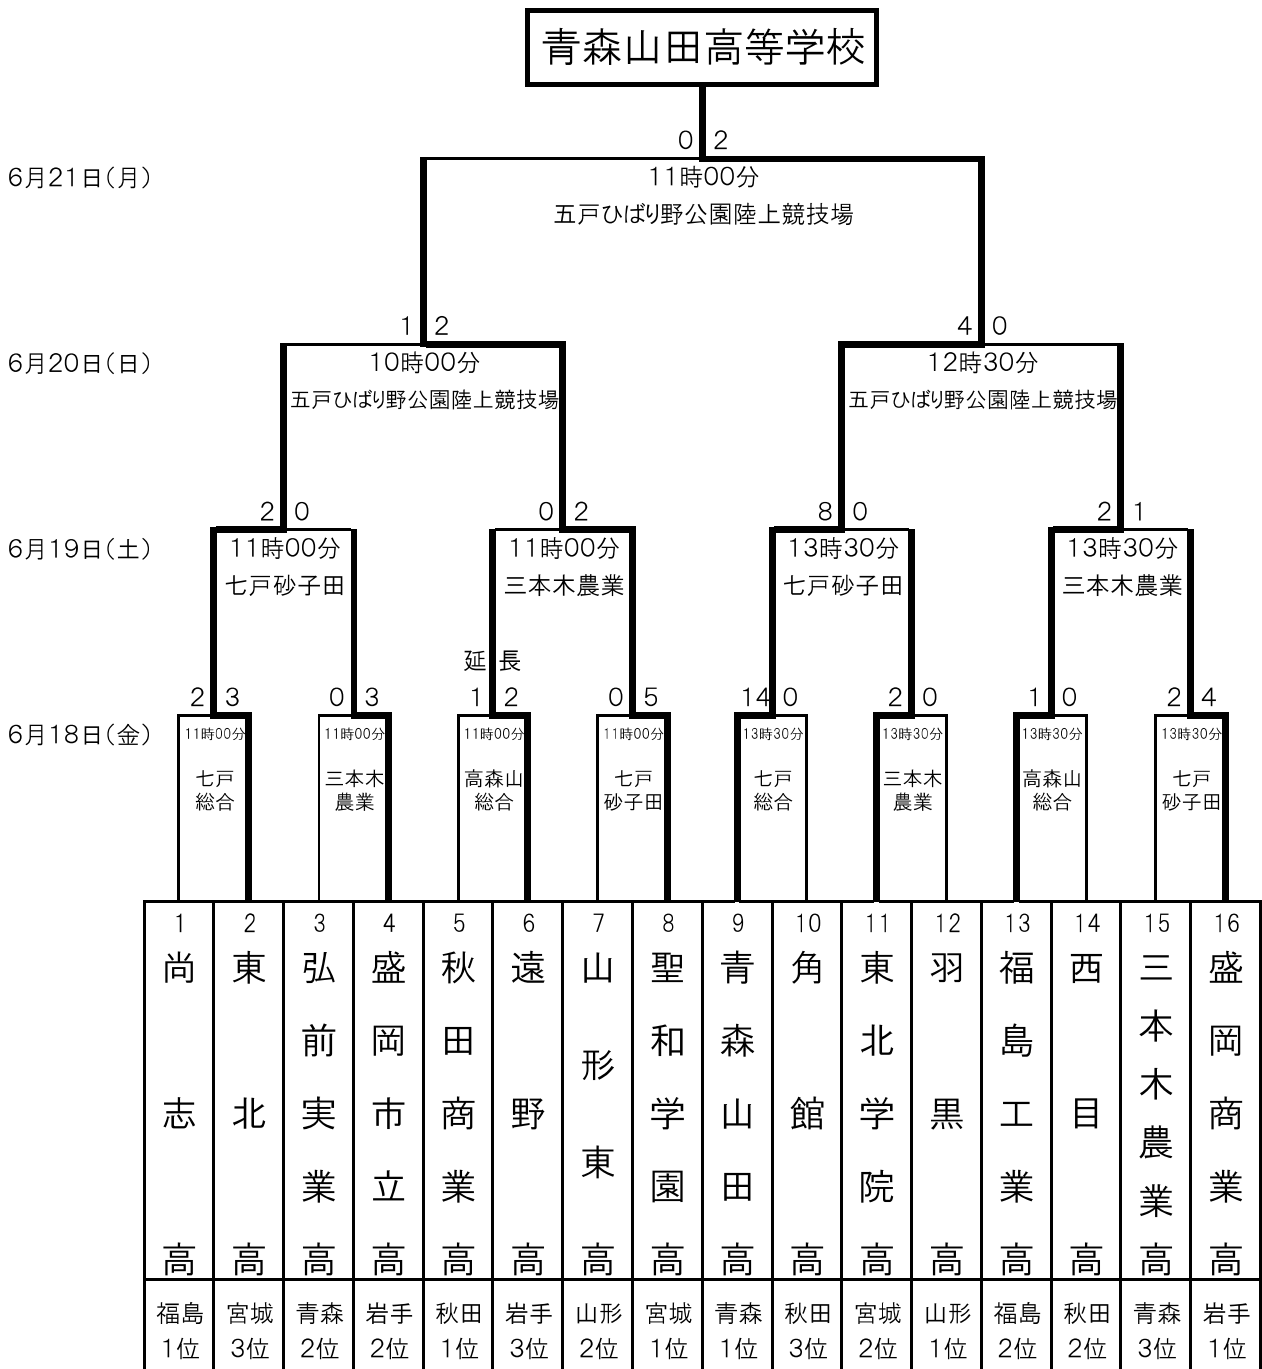 青森山田高等学校
0 2
6月21日(月)
11時00分
五戸ひばり野公園陸上競技場
1 2
4 0
6月20日(日)
10時00分
12時30分
五戸ひばり野公園陸上競技場
五戸ひばり野公園陸上競技場
2 0
0 2
8 0
2 1
6月19日(土)
11時00分
11時00分
13時30分
13時30分
七戸砂子田
三本木農業
七戸砂子田
三本木農業
延長
2 3
0 3
1 2
0 5
14 0
2 0
1 0
2 4
6月18日(金)
11時00分
11時00分
11時00分
11時00分
13時30分
13時30分
13時30分
13時30分
七戸
総合
三本木
農業
高森山
総合
七戸
砂子田
七戸
総合
三本木
農業
高森山
総合
七戸
砂子田
1
尚志高
福島
1位
2
東北高
宮城
3位
3
弘前実業高
青森
2位
4
盛岡市立高
岩手
2位
5
秋田商業高
秋田
1位
6
遠野高
岩手
3位
7
山形東高
山形
2位
8
聖和学園高
宮城
1位
9
青森山田高
青森
1位
10
角館高
秋田
3位
11
東北学院高
宮城
2位
12
羽黒高
山形
1位
13
福島工業高
福島
2位
14
西目高
秋田
2位
15
三本木農業高
青森
3位
16
盛岡商業高
岩手
1位